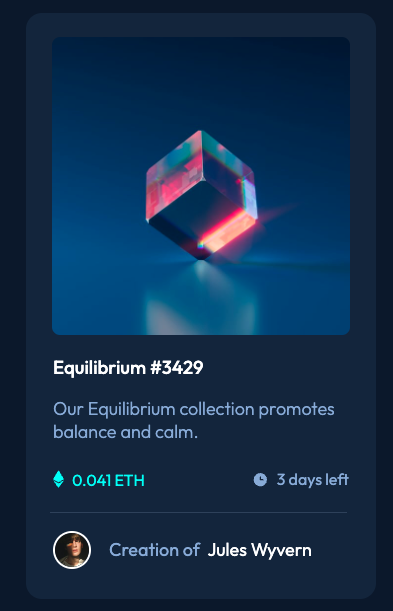 Equilibrium #3429
Our Equilibrium collection promotes
balance and calm.
0.041 ETH 3 days left
Creation of Jules Wyvern